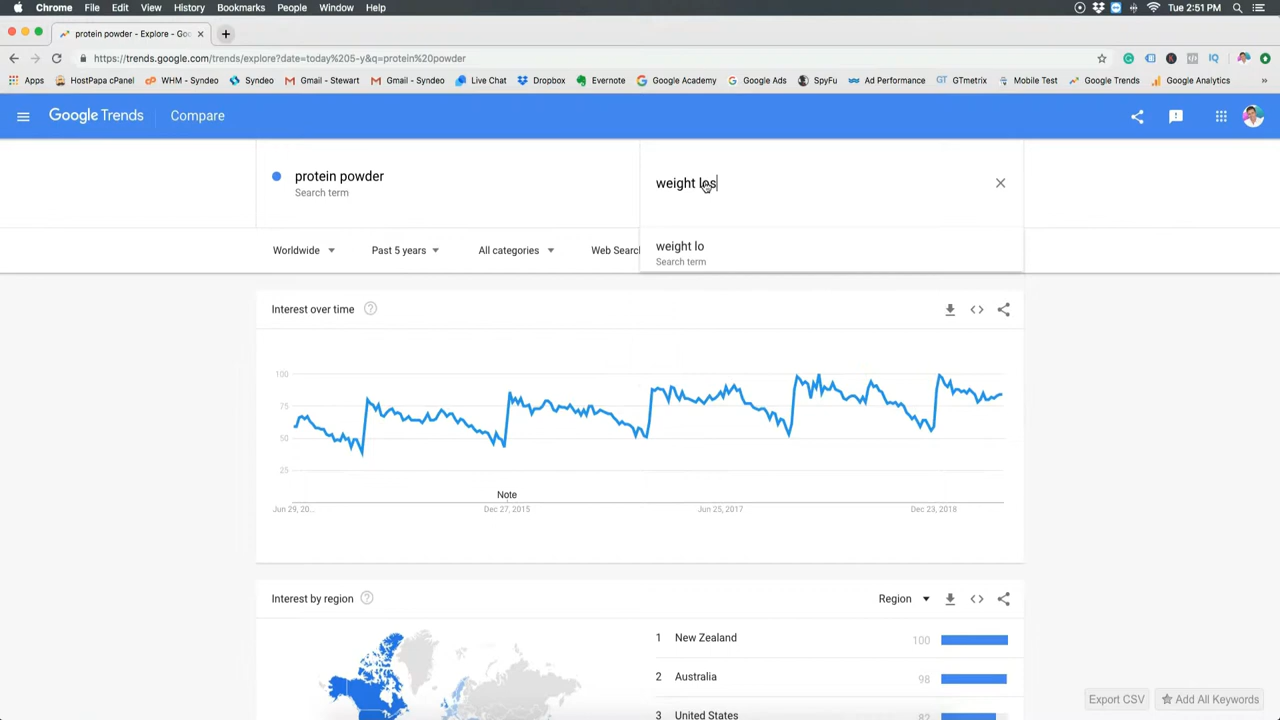 Chrome File Edit View History Bookmarks People Window Help Tue 2:51 PM
protein powder - Explore - Goo
https://trends.google.com/trends/explore?date=today%205-y&q=protein%20powder
Apps HostPapa cPanel WHM - Syndeo Syndeo Gmail - Stewart Gmail - Syndeo Live Chat Dropbox Evernote Google Academy Google Ads SpyFu Ad Performance GTmetrix Mobile Test Google Trends Google Analytics
Google Trends Compare
protein powder
Search term
weight los
weight lo
Search term
Worldwide Past 5 years All categories Web Searc
Interest over time
100
75
50
25
Note
Jun 29, 20... Dec 27, 2015 Jun 25, 2017 Dec 23, 2018
Interest by region Region
1 New Zealand 100
2 Australia 98
3 United States 82
Export CSV Add All Keywords